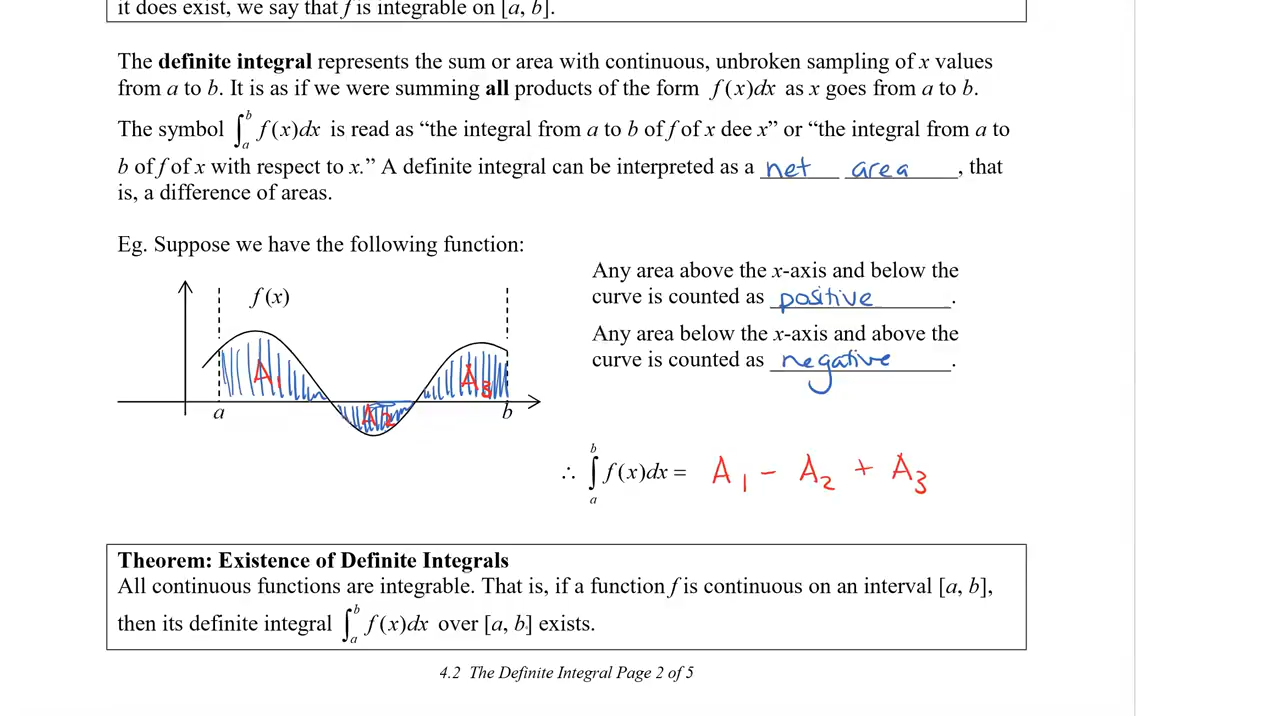 it does exist, we say that f is integrable on [a, b].
The definite integral represents the sum or area with continuous, unbroken sampling of x values
from a to b. It is as if we were summing all products of the form f(x)dx as x goes from a to b.
The symbol ∫_a^b f(x)dx is read as “the integral from a to b of f of x dee x” or “the integral from a to
b of f of x with respect to x.” A definite integral can be interpreted as a net area, that
is, a difference of areas.
Eg. Suppose we have the following function:
f(x)
A1
A2
A3
a
b
Any area above the x-axis and below the
curve is counted as positive.
Any area below the x-axis and above the
curve is counted as negative.
∴ ∫_a^b f(x)dx = A1 - A2 + A3
Theorem: Existence of Definite Integrals
All continuous functions are integrable. That is, if a function f is continuous on an interval [a, b],
then its definite integral ∫_a^b f(x)dx over [a, b] exists.
4.2 The Definite Integral Page 2 of 5